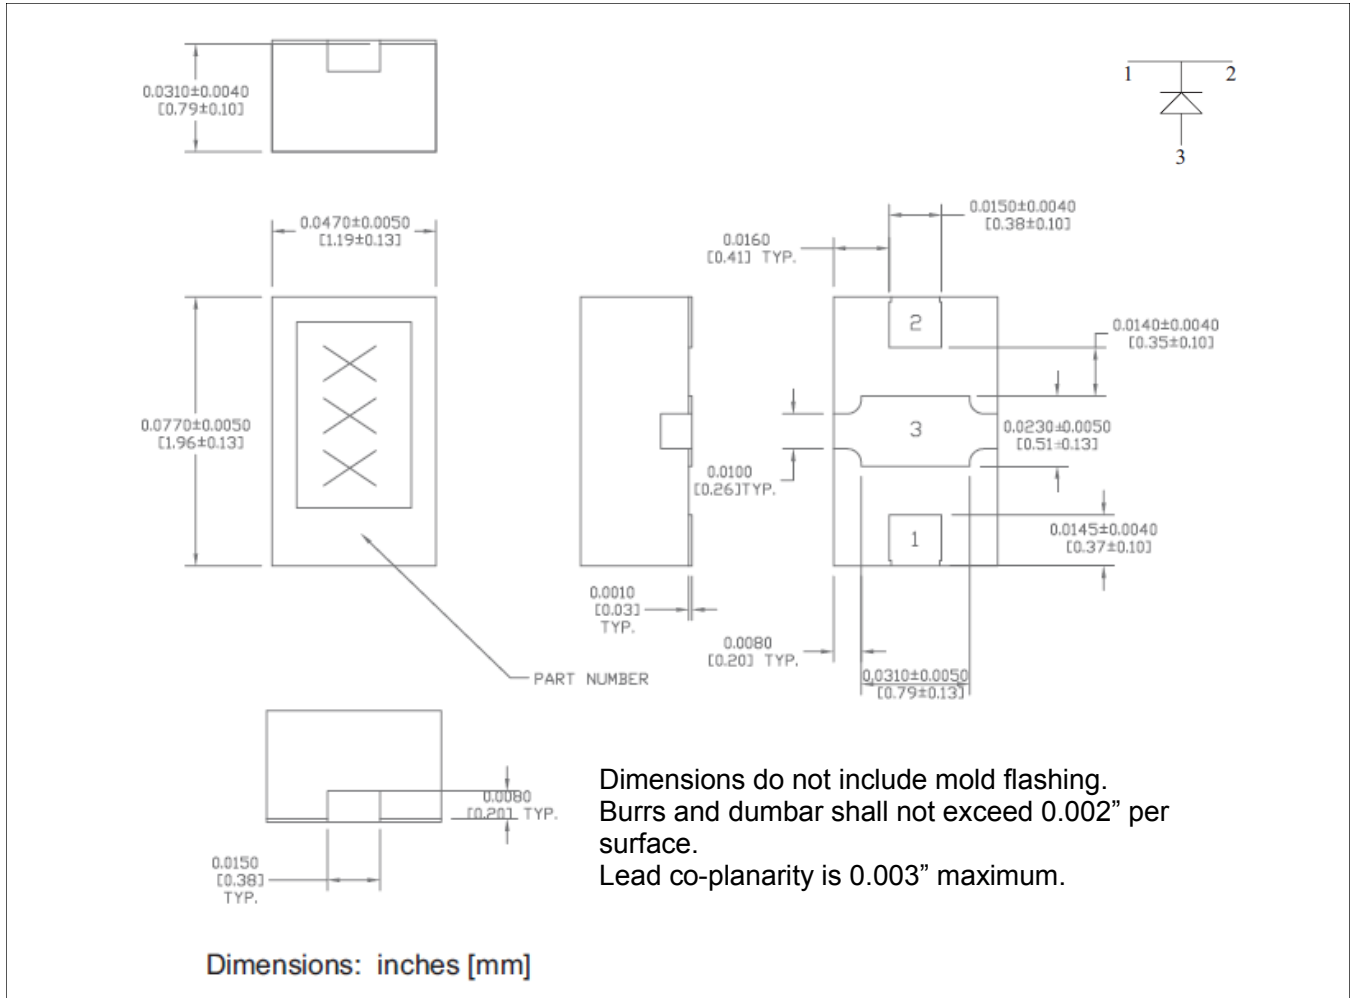 0.0310±0.0040
[0.79±0.10]
1
2
3
0.0470±0.0050
[1.19±0.13]
0.0150±0.0040
[0.38±0.10]
0.0160
[0.41] TYP.
2
0.0140±0.0040
[0.35±0.10]
0.0770±0.0050
[1.96±0.13]
3
0.0230±0.0050
[0.51±0.13]
0.0100
[0.26]TYP.
1
0.0145±0.0040
[0.37±0.10]
0.0010
[0.03]
TYP.
0.0080
[0.20] TYP.
0.0310±0.0050
[0.79±0.13]
PART NUMBER
0.0080
[0.20] TYP.
0.0150
[0.38]
TYP.
Dimensions do not include mold flashing.
Burrs and dumbar shall not exceed 0.002” per
surface.
Lead co-planarity is 0.003” maximum.
Dimensions: inches [mm]